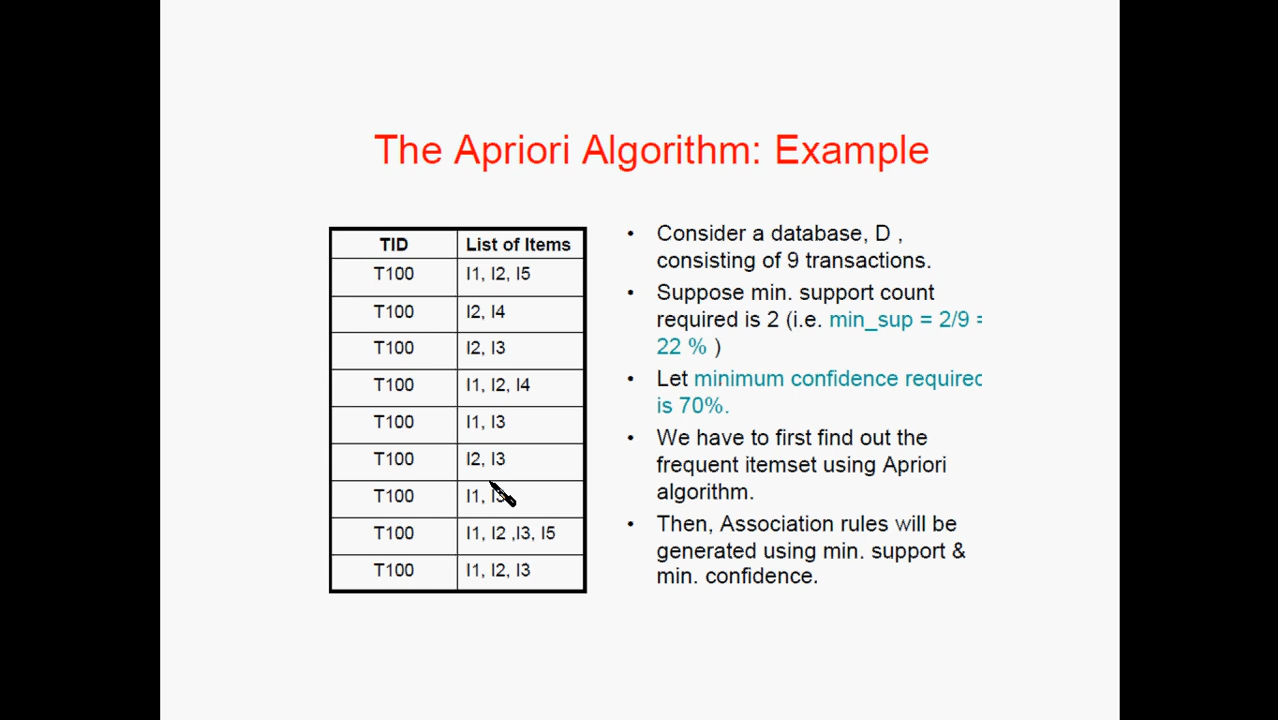 The Apriori Algorithm: Example
TID List of Items
T100 I1, I2, I5
T100 I2, I4
T100 I2, I3
T100 I1, I2, I4
T100 I1, I3
T100 I2, I3
T100 I1, I3
T100 I1, I2 ,I3, I5
T100 I1, I2, I3
• Consider a database, D ,
consisting of 9 transactions.
• Suppose min. support count
required is 2 (i.e. min_sup = 2/9 =
22 % )
• Let minimum confidence required
is 70%.
• We have to first find out the
frequent itemset using Apriori
algorithm.
• Then, Association rules will be
generated using min. support &
min. confidence.